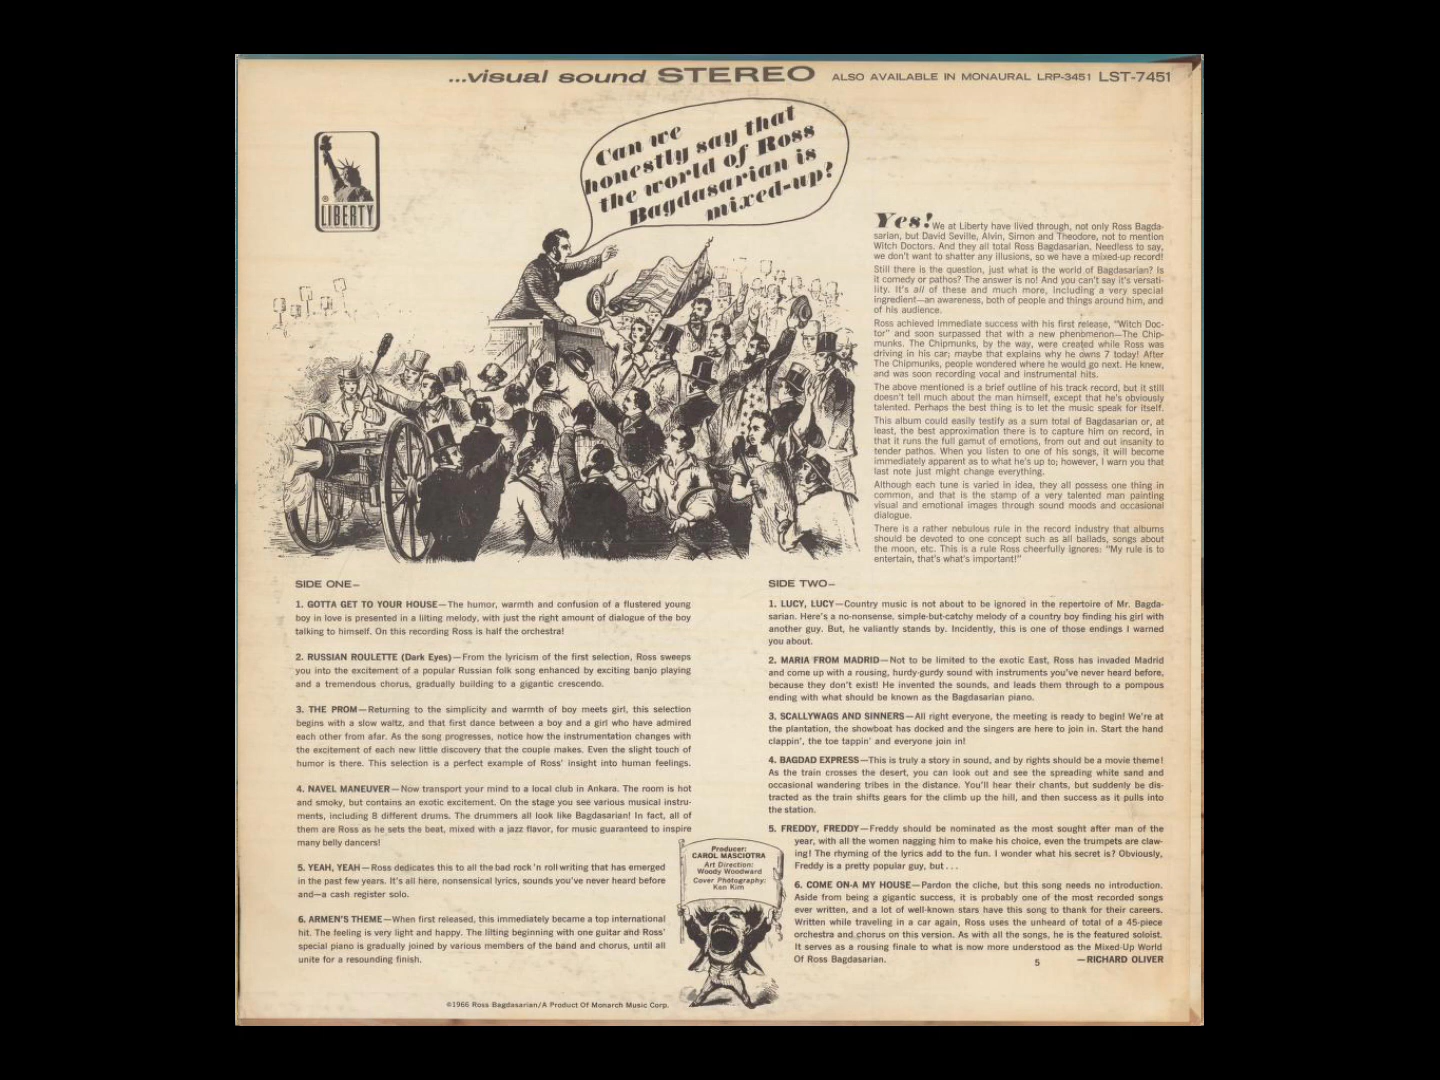 ...visual sound STEREO ALSO AVAILABLE IN MONAURAL LRP-3451 LST-7451
Can we
honestly say that
the world of Ross
Bagdasarian is
mixed-up?
® LIBERTY
Yes! We at Liberty have lived through, not only Ross Bagda-
sarian, but David Seville, Alvin, Simon and Theodore, not to mention
Witch Doctors. And they all total Ross Bagdasarian. Needless to say,
we don't want to shatter any illusions, so we have a mixed-up record!
Still there is the question, just what is the world of Bagdasarian? Is
it comedy or pathos? The answer is no! And you can't say it's versati-
lity. It's all of these and much more, including a very special
ingredient—an awareness, both of people and things around him, and
of his audience.
Ross achieved immediate success with his first release, "Witch Doc-
tor" and soon surpassed that with a new phenomenon—The Chip-
munks. The Chipmunks, by the way, were created while Ross was
driving in his car; maybe that explains why he owns 7 today! After
The Chipmunks, people wondered where he would go next. He knew,
and was soon recording vocal and instrumental hits.
The above mentioned is a brief outline of his track record, but it still
doesn't tell much about the man himself, except that he's obviously
talented. Perhaps the best thing is to let the music speak for itself.
This album could easily testify as a sum total of Bagdasarian or, at
least, the best approximation there is to capture him on record, in
that it runs the full gamut of emotions, from out and out insanity to
tender pathos. When you listen to one of his songs, it will become
immediately apparent as to what he's up to; however, I warn you that
last note just might change everything.
Although each tune is varied in idea, they all possess one thing in
common, and that is the stamp of a very talented man painting
visual and emotional images through sound moods and occasional
dialogue.
There is a rather nebulous rule in the record industry that albums
should be devoted to one concept such as all ballads, songs about
the moon, etc. This is a rule Ross cheerfully ignores: "My rule is to
entertain, that's what's important!"
SIDE ONE—
1. GOTTA GET TO YOUR HOUSE—The humor, warmth and confusion of a flustered young
boy in love is presented in a lilting melody, with just the right amount of dialogue of the boy
talking to himself. On this recording Ross is half the orchestra!
2. RUSSIAN ROULETTE (Dark Eyes)—From the lyricism of the first selection, Ross sweeps
you into the excitement of a popular Russian folk song enhanced by exciting banjo playing
and a tremendous chorus, gradually building to a gigantic crescendo.
3. THE PROM—Returning to the simplicity and warmth of boy meets girl, this selection
begins with a slow waltz, and that first dance between a boy and a girl who have admired
each other from afar. As the song progresses, notice how the instrumentation changes with
the excitement of each new little discovery that the couple makes. Even the slight touch of
humor is there. This selection is a perfect example of Ross' insight into human feelings.
4. NAVEL MANEUVER—Now transport your mind to a local club in Ankara. The room is hot
and smoky, but contains an exotic excitement. On the stage you see various musical instru-
ments, including 8 different drums. The drummers all look like Bagdasarian! In fact, all of
them are Ross as he sets the beat, mixed with a jazz flavor, for music guaranteed to inspire
many belly dancers!
5. YEAH, YEAH—Ross dedicates this to all the bad rock 'n roll writing that has emerged
in the past few years. It's all here, nonsensical lyrics, sounds you've never heard before
and—a cash register solo.
6. ARMEN'S THEME—When first released, this immediately became a top international
hit. The feeling is very light and happy. The lilting beginning with one guitar and Ross'
special piano is gradually joined by various members of the band and chorus, until all
unite for a resounding finish.
©1966 Ross Bagdasarian/A Product Of Monarch Music Corp.
Producer:
CAROL MASCIOTRA
Art Direction:
Woody Woodward
Cover Photography:
Ken Kim
SIDE TWO—
1. LUCY, LUCY—Country music is not about to be ignored in the repertoire of Mr. Bagda-
sarian. Here's a no-nonsense, simple-but-catchy melody of a country boy finding his girl with
another guy. But, he valiantly stands by. Incidently, this is one of those endings I warned
you about.
2. MARIA FROM MADRID—Not to be limited to the exotic East, Ross has invaded Madrid
and come up with a rousing, hurdy-gurdy sound with instruments you've never heard before,
because they don't exist! He invented the sounds, and leads them through to a pompous
ending with what should be known as the Bagdasarian piano.
3. SCALLYWAGS AND SINNERS—All right everyone, the meeting is ready to begin! We're at
the plantation, the showboat has docked and the singers are here to join in. Start the hand
clappin', the toe tappin' and everyone join in!
4. BAGDAD EXPRESS—This is truly a story in sound, and by rights should be a movie theme!
As the train crosses the desert, you can look out and see the spreading white sand and
occasional wandering tribes in the distance. You'll hear their chants, but suddenly be dis-
tracted as the train shifts gears for the climb up the hill, and then success as it pulls into
the station.
5. FREDDY, FREDDY—Freddy should be nominated as the most sought after man of the
year, with all the women nagging him to make his choice, even the trumpets are claw-
ing! The rhyming of the lyrics add to the fun. I wonder what his secret is? Obviously,
Freddy is a pretty popular guy, but . . .
6. COME ON-A MY HOUSE—Pardon the cliche, but this song needs no introduction.
Aside from being a gigantic success, it is probably one of the most recorded songs
ever written, and a lot of well-known stars have this song to thank for their careers.
Written while traveling in a car again, Ross uses the unheard of total of a 45-piece
orchestra and chorus on this version. As with all the songs, he is the featured soloist.
It serves as a rousing finale to what is now more understood as the Mixed-Up World
Of Ross Bagdasarian.
5 —RICHARD OLIVER